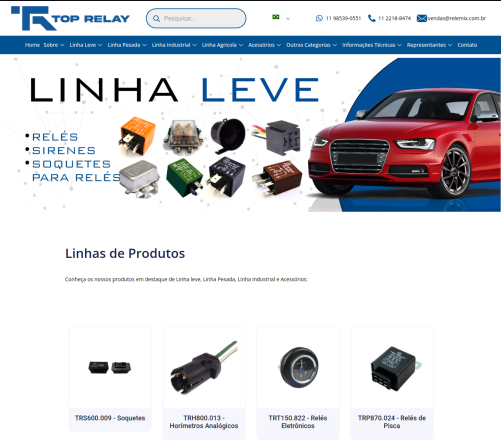 TR TOP RELAY
Pesquisar...
11 98539-0551
11 2218-8474
vendas@relemix.com.br
Home Sobre Linha Leve Linha Pesada Linha Industrial Linha Agrícola Acessórios Outras Categorias Informações Técnicas Representantes Contato
LINHA LEVE
•RELÉS
•SIRENES
•SOQUETES
PARA RELÉS
Linhas de Produtos
Conheça os nossos produtos em destaque de Linha leve, Linha Pesada, Linha Industrial e Acessórios:
TRS600.009 - Soquetes
TRH800.013 -
Horímetros Analógicos
TRT150.822 - Relés
Eletrônicos
TRP870.024 - Relés de
Pisca